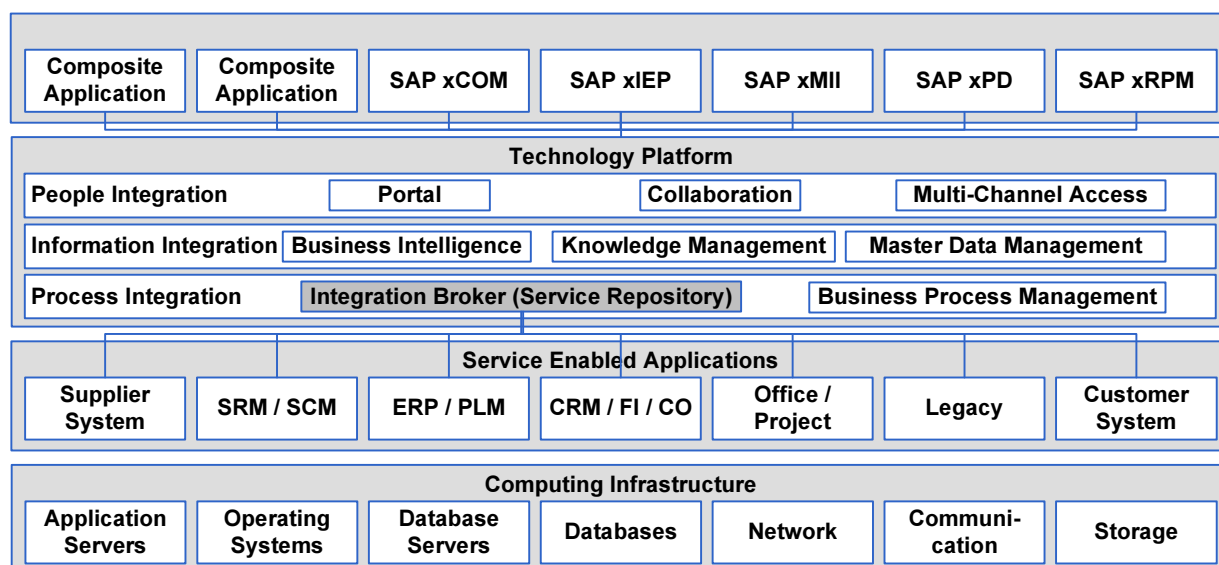 Composite
Application
Composite
Application
SAP xCOM
SAP xIEP
SAP xMII
SAP xPD
SAP xRPM
Technology Platform
People Integration
Portal
Collaboration
Multi-Channel Access
Information Integration
Business Intelligence
Knowledge Management
Master Data Management
Process Integration
Integration Broker (Service Repository)
Business Process Management
Service Enabled Applications
Supplier
System
SRM / SCM
ERP / PLM
CRM / FI / CO
Office /
Project
Legacy
Customer
System
Computing Infrastructure
Application
Servers
Operating
Systems
Database
Servers
Databases
Network
Communi-
cation
Storage